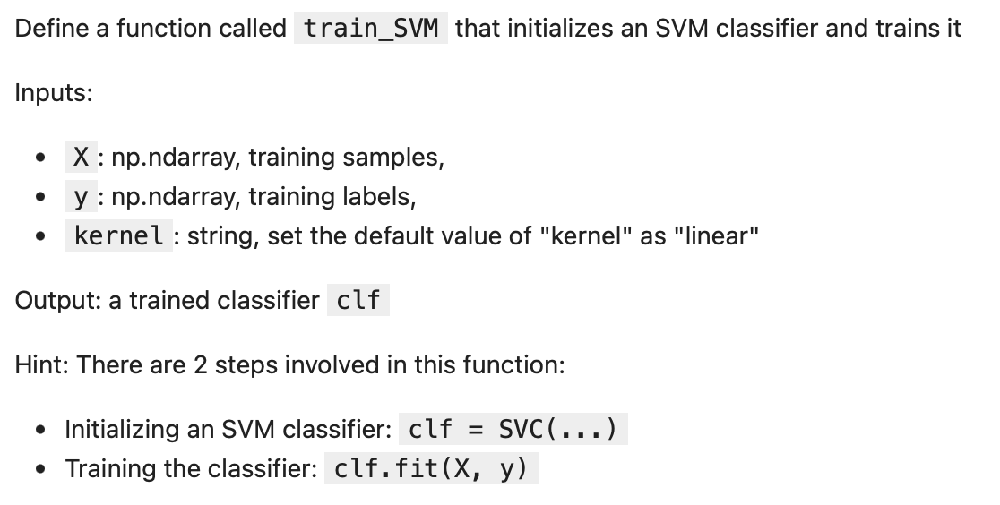 Define a function called train_SVM that initializes an SVM classifier and trains it
Inputs:
• X : np.ndarray, training samples,
• y : np.ndarray, training labels,
• kernel : string, set the default value of "kernel" as "linear"
Output: a trained classifier clf
Hint: There are 2 steps involved in this function:
• Initializing an SVM classifier: clf = SVC(...)
• Training the classifier: clf.fit(X, y)